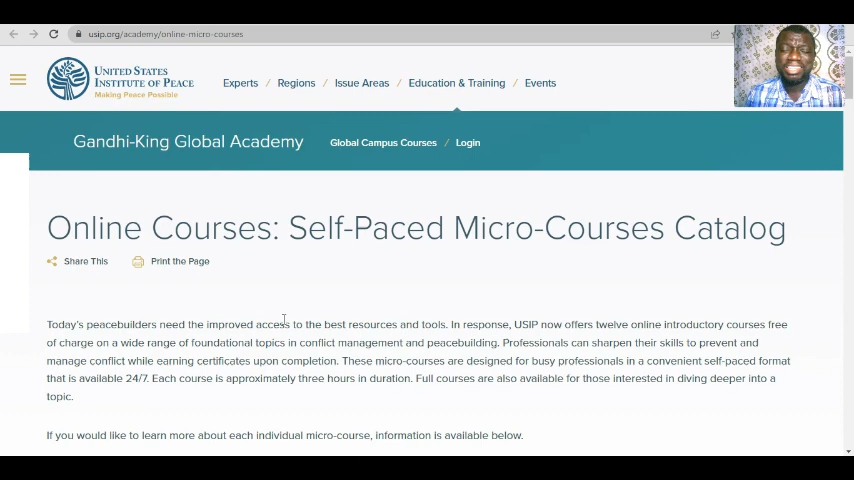 usip.org/academy/online-micro-courses
UNITED STATES
INSTITUTE OF PEACE
Making Peace Possible
Experts / Regions / Issue Areas / Education & Training / Events
Gandhi-King Global Academy
Global Campus Courses / Login
Online Courses: Self-Paced Micro-Courses Catalog
Share This
Print the Page
Today's peacebuilders need the improved access to the best resources and tools. In response, USIP now offers twelve online introductory courses free
of charge on a wide range of foundational topics in conflict management and peacebuilding. Professionals can sharpen their skills to prevent and
manage conflict while earning certificates upon completion. These micro-courses are designed for busy professionals in a convenient self-paced format
that is available 24/7. Each course is approximately three hours in duration. Full courses are also available for those interested in diving deeper into a
topic.
If you would like to learn more about each individual micro-course, information is available below.